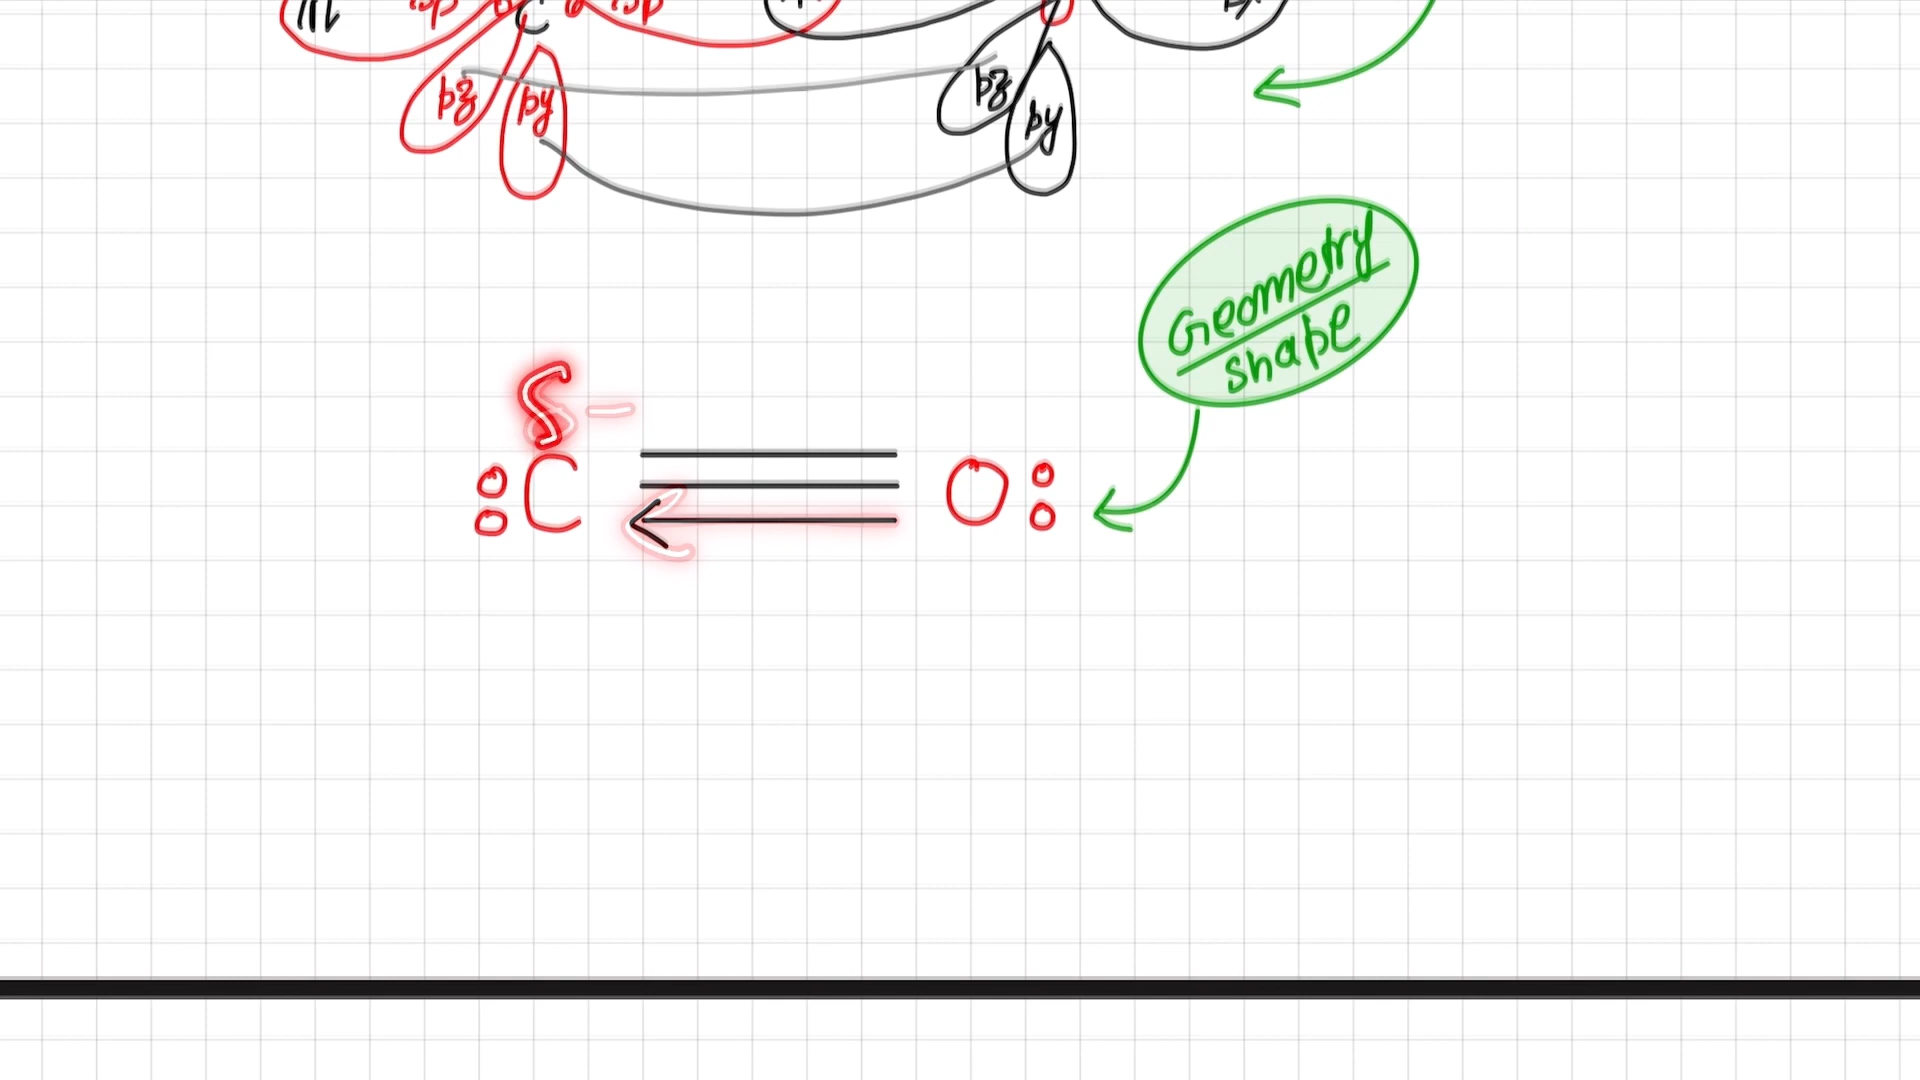 C
pz py pz py
Geometry
shape
δ -
:C O: